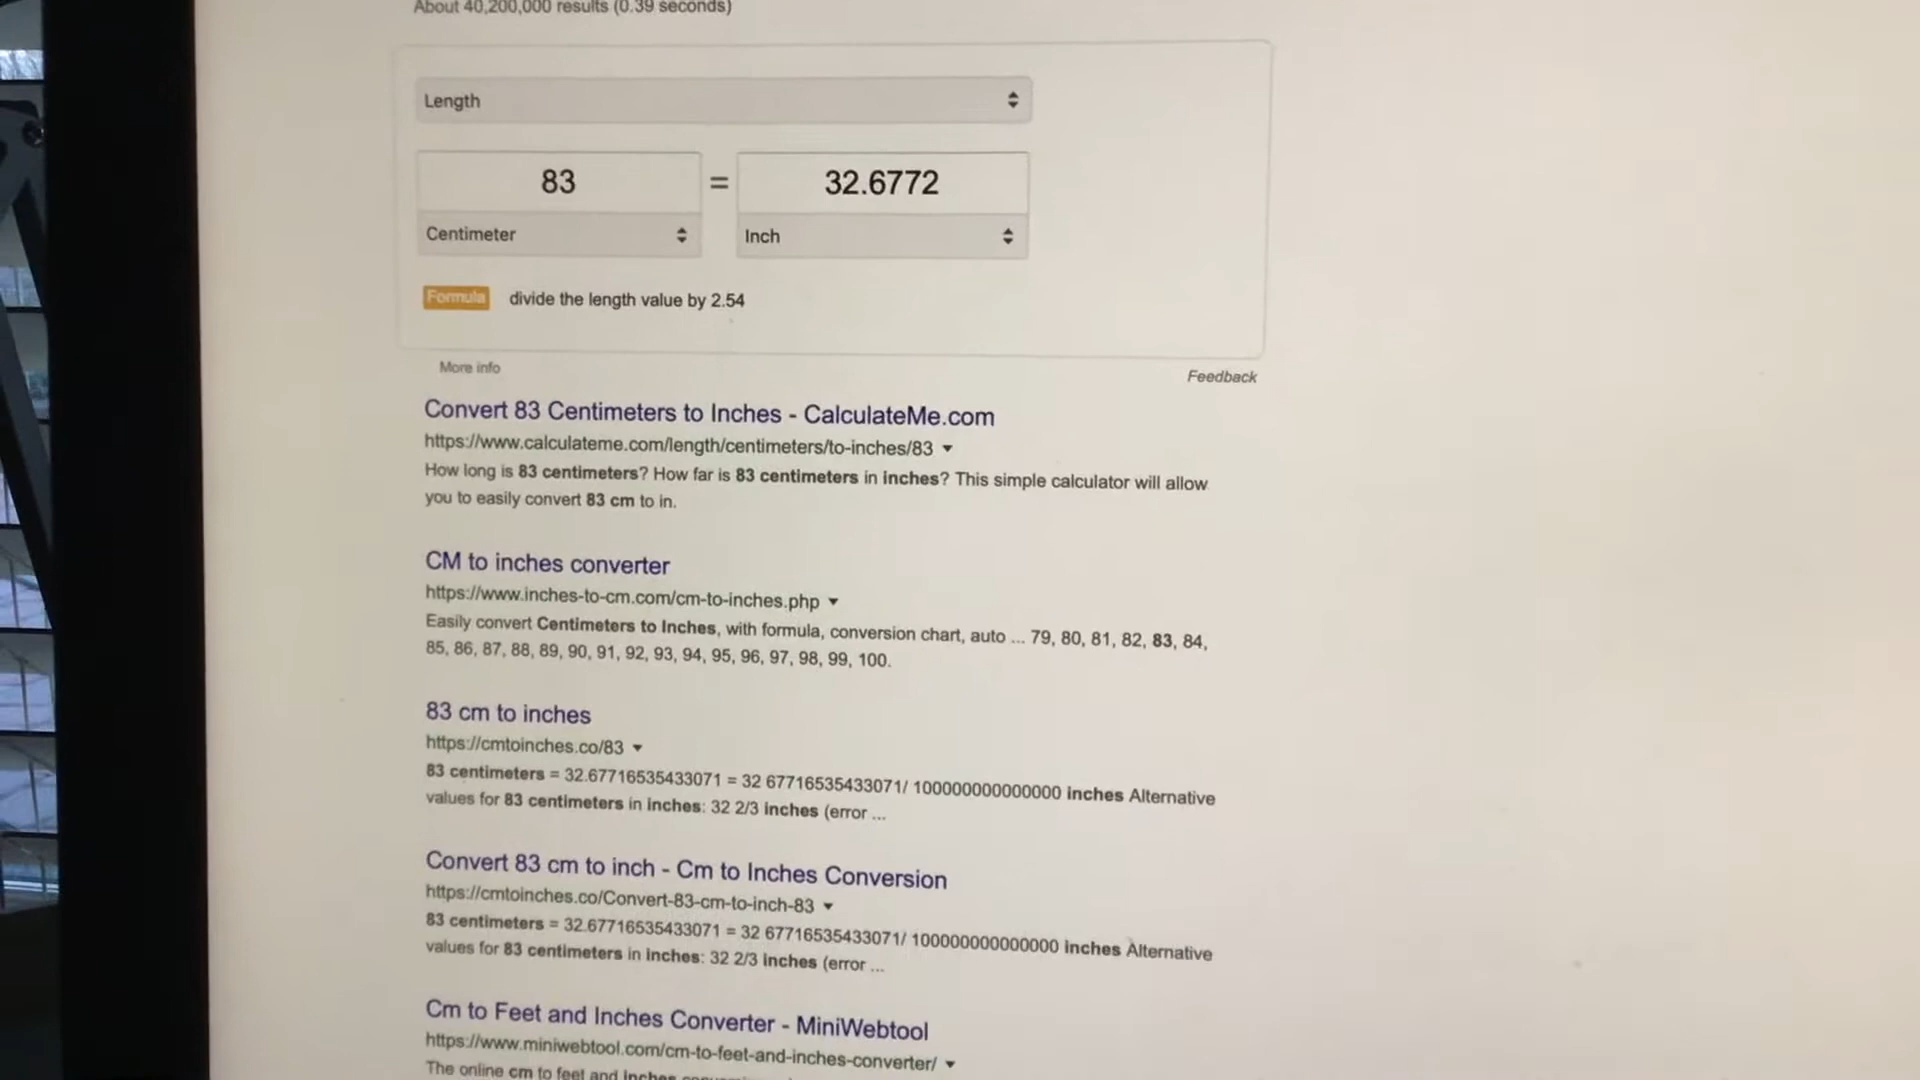 About 40,200,000 results (0.39 seconds)
Length
83 = 32.6772
Centimeter Inch
Formula divide the length value by 2.54
More info Feedback
Convert 83 Centimeters to Inches - CalculateMe.com
https://www.calculateme.com/length/centimeters/to-inches/83
How long is 83 centimeters? How far is 83 centimeters in inches? This simple calculator will allow
you to easily convert 83 cm to in.
CM to inches converter
https://www.inches-to-cm.com/cm-to-inches.php
Easily convert Centimeters to Inches, with formula, conversion chart, auto ... 79, 80, 81, 82, 83, 84,
85, 86, 87, 88, 89, 90, 91, 92, 93, 94, 95, 96, 97, 98, 99, 100.
83 cm to inches
https://cmtoinches.co/83
83 centimeters = 32.67716535433071 = 32 67716535433071/ 100000000000000 inches Alternative
values for 83 centimeters in inches: 32 2/3 inches (error ...
Convert 83 cm to inch - Cm to Inches Conversion
https://cmtoinches.co/Convert-83-cm-to-inch-83
83 centimeters = 32.67716535433071 = 32 67716535433071/ 100000000000000 inches Alternative
values for 83 centimeters in inches: 32 2/3 inches (error ...
Cm to Feet and Inches Converter - MiniWebtool
https://www.miniwebtool.com/cm-to-feet-and-inches-converter/
The online cm to feet and inches